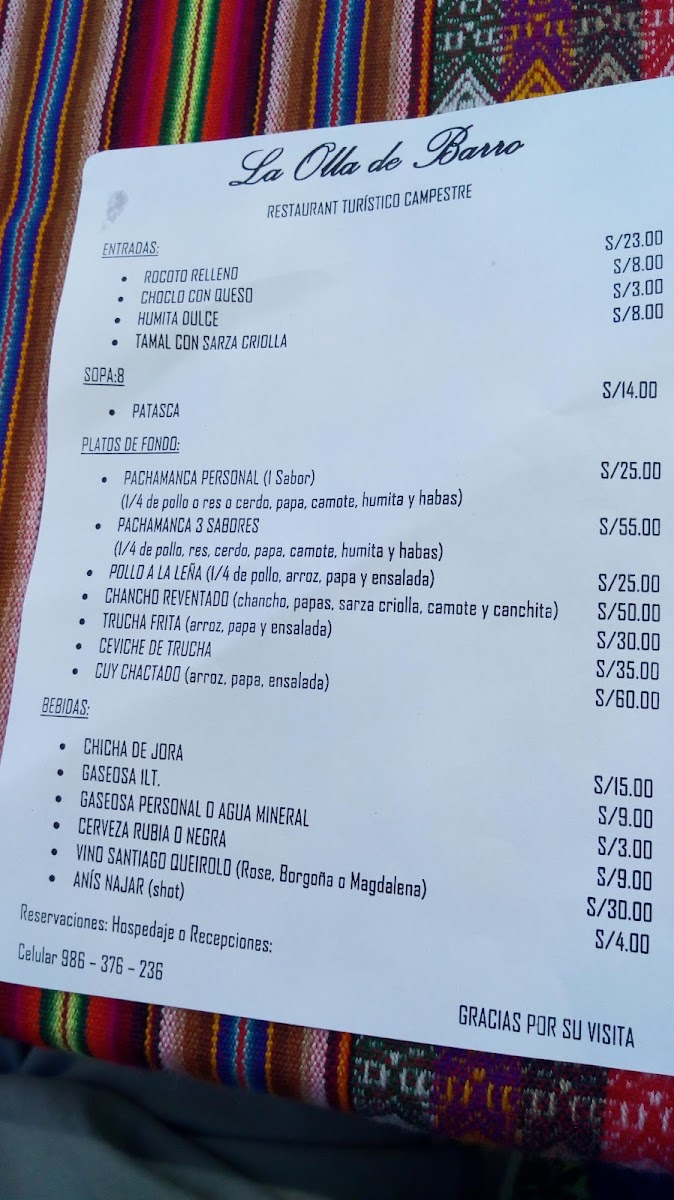 La Olla de Barro
RESTAURANT TURÍSTICO CAMPESTRE
ENTRADAS:
• ROCOTO RELLENO S/23.00
• CHOCLO CON QUESO S/8.00
• HUMITA DULCE S/3.00
• TAMAL CON SARZA CRIOLLA S/8.00
SOPA:8
• PATASCA S/14.00
PLATOS DE FONDO:
• PACHAMANCA PERSONAL (1 Sabor) S/25.00
(1/4 de pollo o res o cerdo, papa, camote, humita y habas)
• PACHAMANCA 3 SABORES S/55.00
(1/4 de pollo, res, cerdo, papa, camote, humita y habas)
• POLLO A LA LEÑA (1/4 de pollo, arroz, papa y ensalada) S/25.00
• CHANCHO REVENTADO (chancho, papas, sarza criolla, camote y canchita) S/50.00
• TRUCHA FRITA (arroz, papa y ensalada) S/30.00
• CEVICHE DE TRUCHA S/35.00
• CUY CHACTADO (arroz, papa, ensalada) S/60.00
BEBIDAS:
• CHICHA DE JORA S/15.00
• GASEOSA 1LT. S/9.00
• GASEOSA PERSONAL O AGUA MINERAL S/3.00
• CERVEZA RUBIA O NEGRA S/9.00
• VINO SANTIAGO QUEIROLO (Rose, Borgoña o Magdalena) S/30.00
• ANÍS NAJAR (shot) S/4.00
Reservaciones: Hospedaje o Recepciones:
Celular 986 – 376 – 236
GRACIAS POR SU VISITA